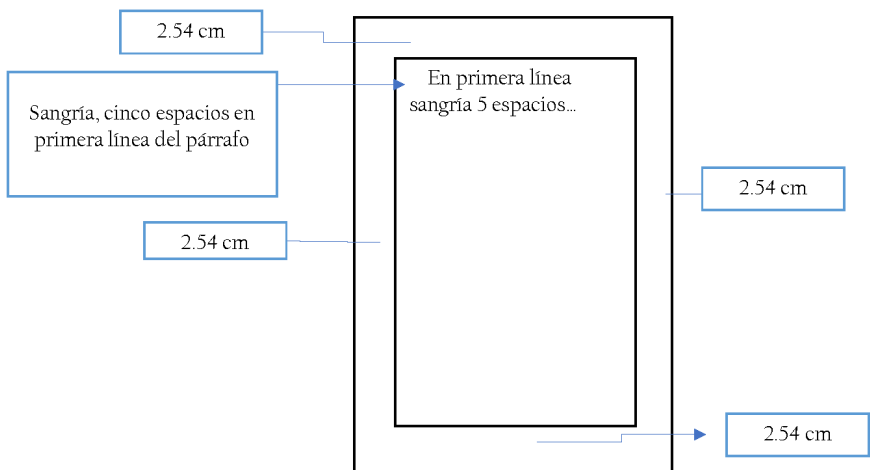 2.54 cm
En primera línea
sangría 5 espacios...
Sangría, cinco espacios en
primera línea del párrafo
2.54 cm
2.54 cm
2.54 cm